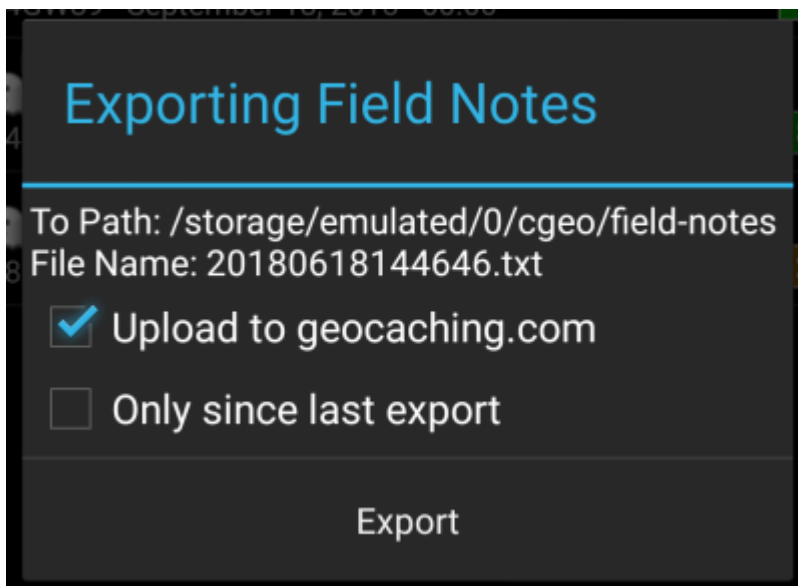 Exporting Field Notes
To Path: /storage/emulated/0/cgeo/field-notes
File Name: 20180618144646.txt
Upload to geocaching.com
Only since last export
Export